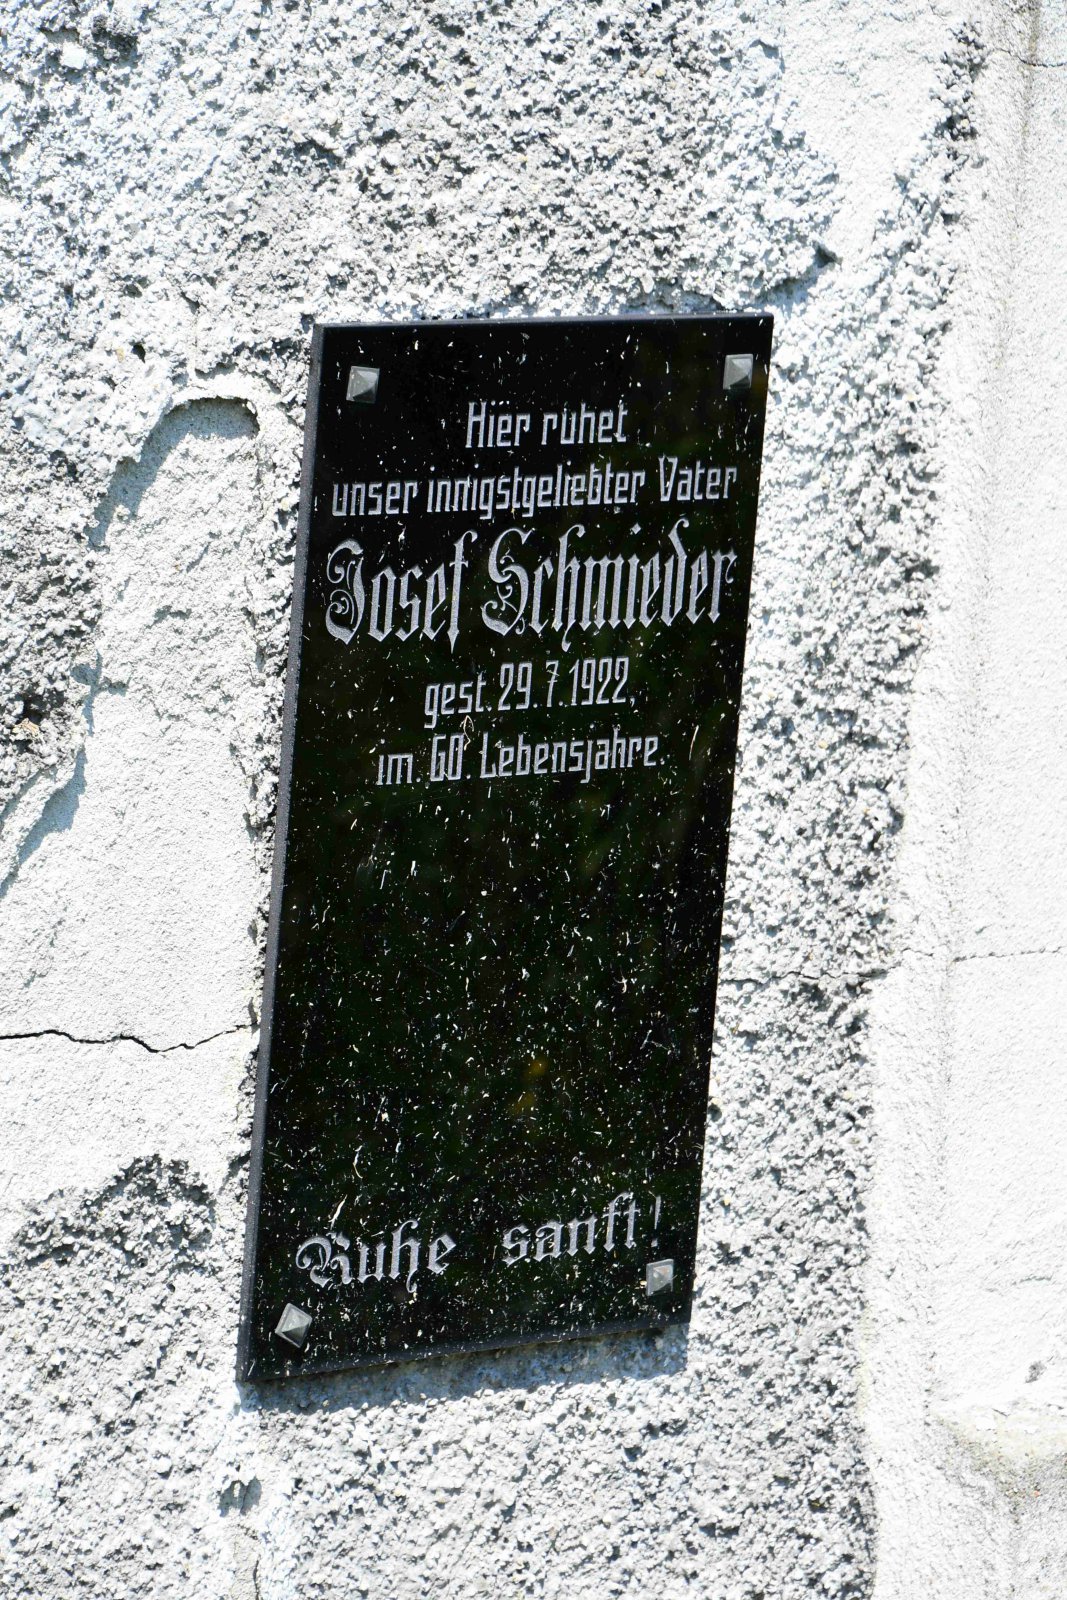 Hier ruhet
unser innigstgeliebter Vater
Josef Schmieder
gest. 29.7.1922,
im 60. Lebensjahre.
Ruhe sanft!